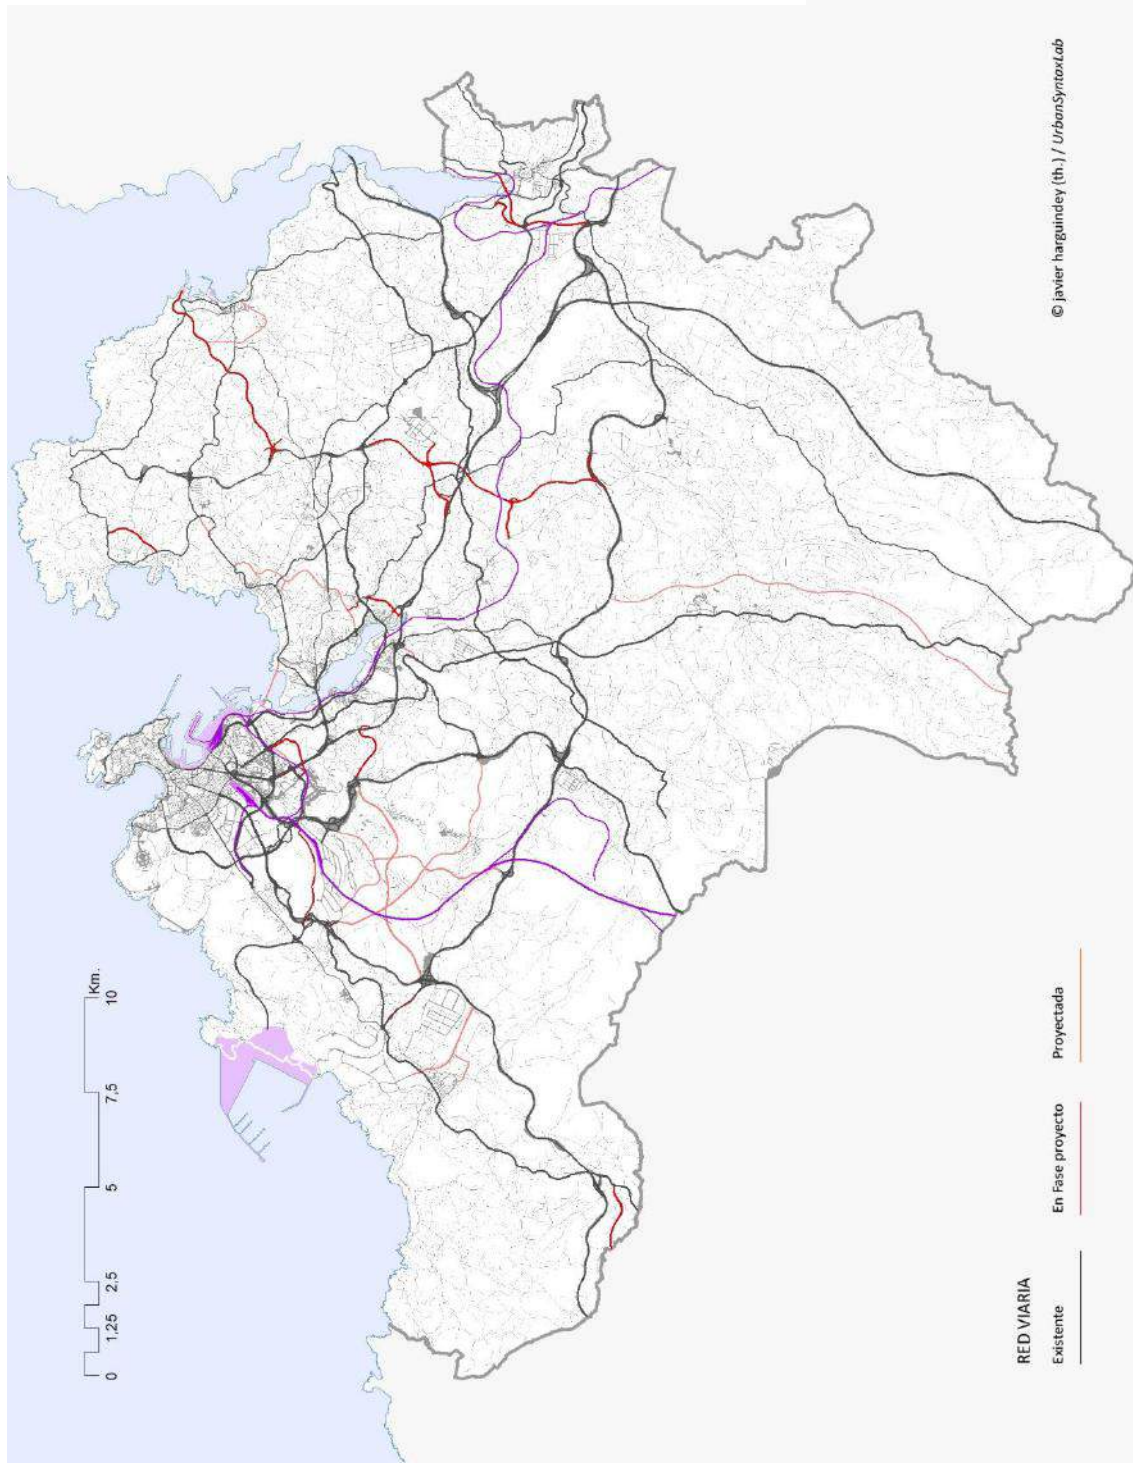 0 1,25 2,5 5 7,5 10
Km.
RED VIARIA
Existente En Fase proyecto Proyectada
© javier harguindey (th.) / UrbanSyntaxLab